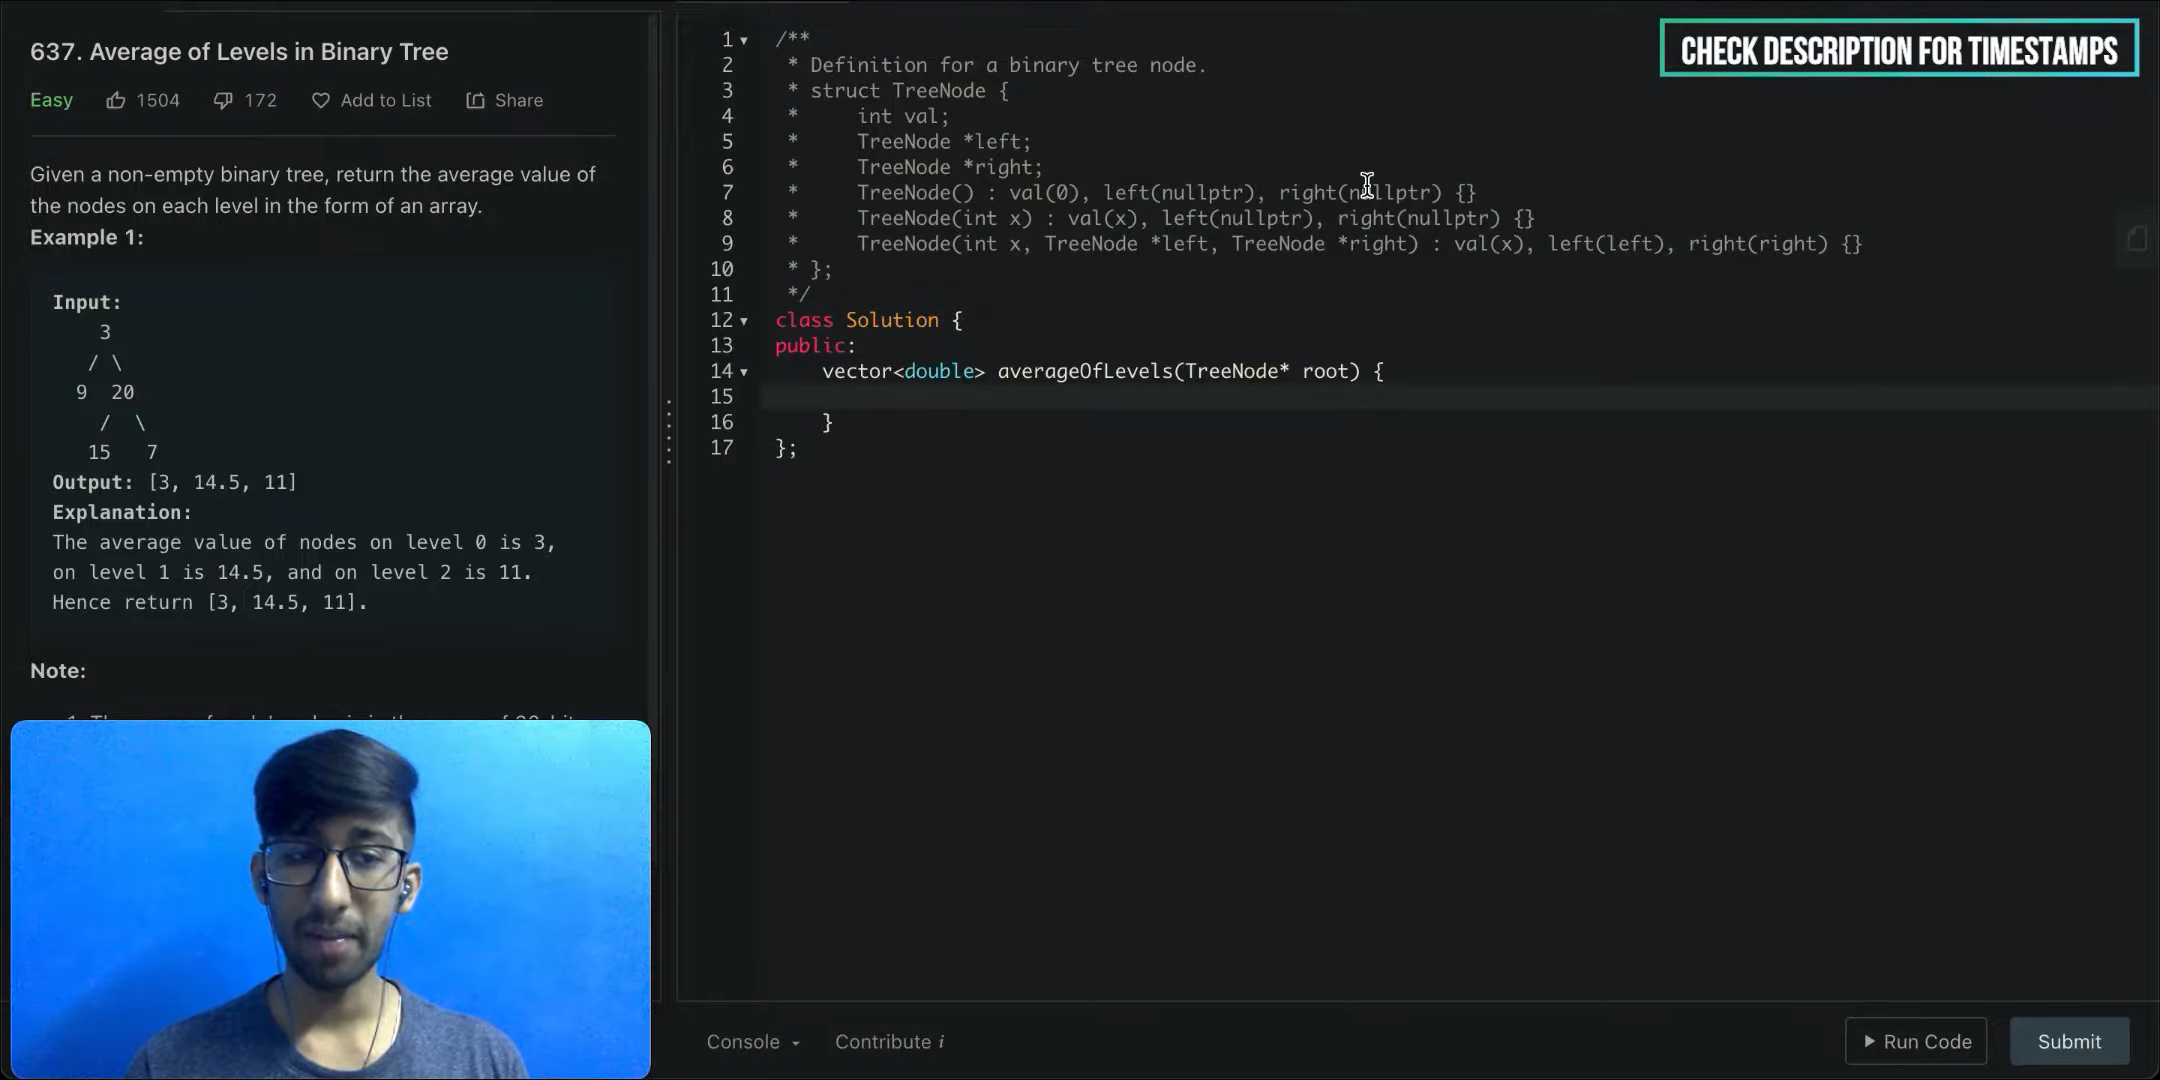 637. Average of Levels in Binary Tree
Easy 1504 172 Add to List Share
Given a non-empty binary tree, return the average value of
the nodes on each level in the form of an array.
Example 1:
Input:
3
/ \
9 20
/ \
15 7
Output: [3, 14.5, 11]
Explanation:
The average value of nodes on level 0 is 3,
on level 1 is 14.5, and on level 2 is 11.
Hence return [3, 14.5, 11].
Note:
CHECK DESCRIPTION FOR TIMESTAMPS
1 /**
2 * Definition for a binary tree node.
3 * struct TreeNode {
4 * int val;
5 * TreeNode *left;
6 * TreeNode *right;
7 * TreeNode() : val(0), left(nullptr), right(nullptr) {}
8 * TreeNode(int x) : val(x), left(nullptr), right(nullptr) {}
9 * TreeNode(int x, TreeNode *left, TreeNode *right) : val(x), left(left), right(right) {}
10 * };
11 */
12 class Solution {
13 public:
14 vector<double> averageOfLevels(TreeNode* root) {
15
16 }
17 };
Console Contribute i
Run Code Submit